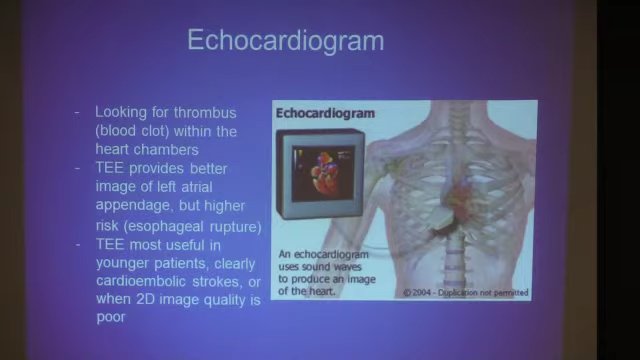 Echocardiogram
- Looking for thrombus
(blood clot) within the
heart chambers
- TEE provides better
image of left atrial
appendage, but higher
risk (esophageal rupture)
- TEE most useful in
younger patients, clearly
cardioembolic strokes, or
when 2D image quality is
poor
Echocardiogram
An echocardiogram
uses sound waves
to produce an image
of the heart.
© 2004 - Duplication not permitted